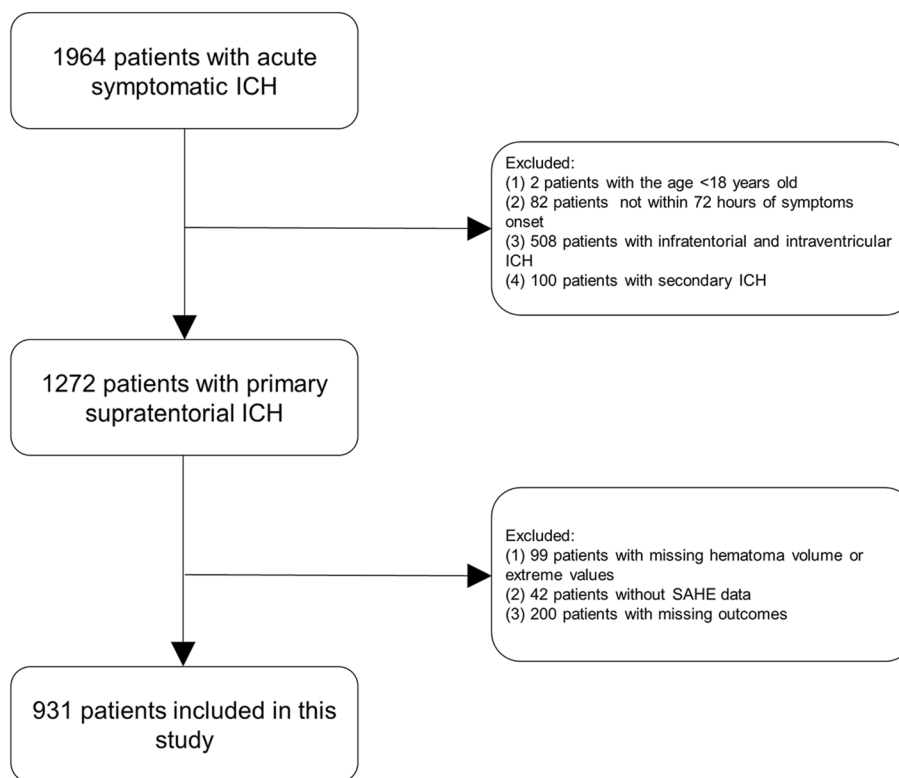 1964 patients with acute
symptomatic ICH
Excluded:
(1) 2 patients with the age <18 years old
(2) 82 patients  not within 72 hours of symptoms
onset
(3) 508 patients with infratentorial and intraventricular
ICH
(4) 100 patients with secondary ICH
1272 patients with primary
supratentorial ICH
Excluded:
(1) 99 patients with missing hematoma volume or
extreme values
(2) 42 patients without SAHE data
(3) 200 patients with missing outcomes
931 patients included in this
study